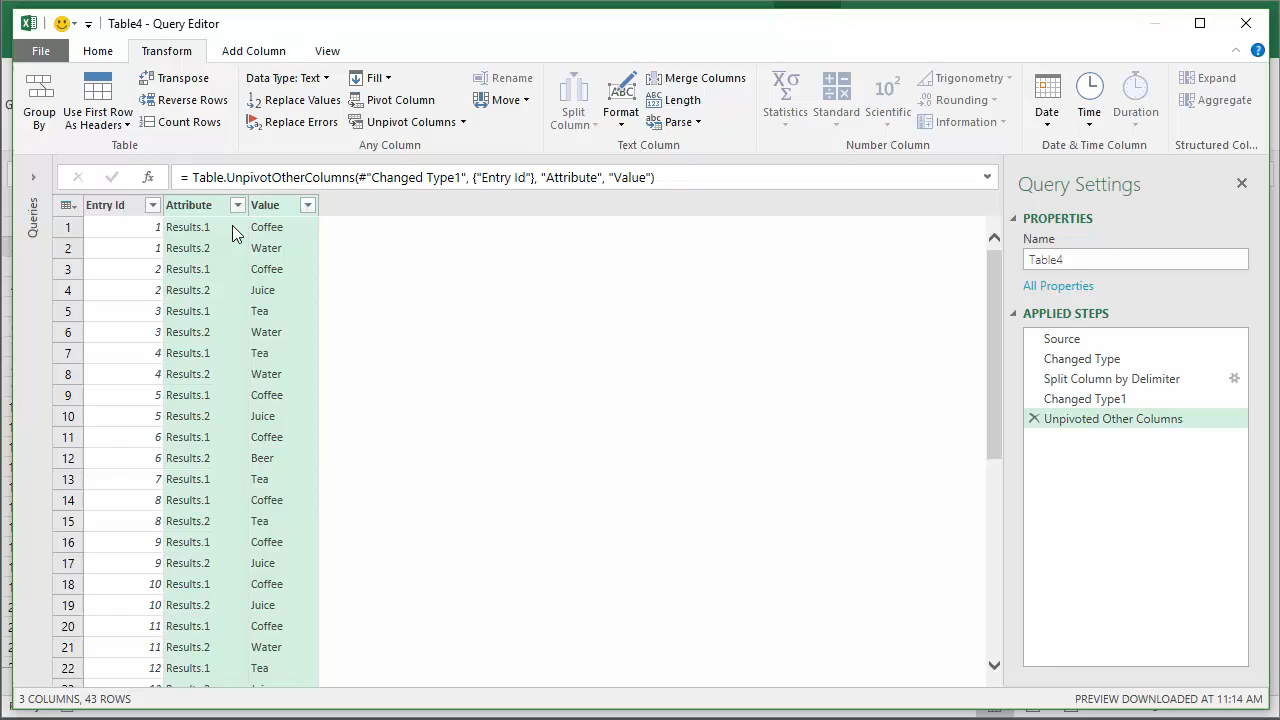 Table4 - Query Editor
File Home Transform Add Column View
Group By
Use First Row As Headers
Transpose
Reverse Rows
Count Rows
Table
Data Type: Text
Replace Values
Replace Errors
Fill
Pivot Column
Unpivot Columns
Rename
Move
Any Column
Split Column
Format
Merge Columns
Length
Parse
Text Column
Statistics
Standard
Scientific
Trigonometry
Rounding
Information
Number Column
Date
Time
Duration
Date & Time Column
Expand
Aggregate
Structured Col...
Queries
= Table.UnpivotOtherColumns(#"Changed Type1", {"Entry Id"}, "Attribute", "Value")
Entry Id Attribute Value
1 1 Results.1 Coffee
2 1 Results.2 Water
3 2 Results.1 Coffee
4 2 Results.2 Juice
5 3 Results.1 Tea
6 3 Results.2 Water
7 4 Results.1 Tea
8 4 Results.2 Water
9 5 Results.1 Coffee
10 5 Results.2 Juice
11 6 Results.1 Coffee
12 6 Results.2 Beer
13 7 Results.1 Tea
14 8 Results.1 Coffee
15 8 Results.2 Tea
16 9 Results.1 Coffee
17 9 Results.2 Juice
18 10 Results.1 Coffee
19 10 Results.2 Juice
20 11 Results.1 Coffee
21 11 Results.2 Water
22 12 Results.1 Tea
Query Settings
PROPERTIES
Name
Table4
All Properties
APPLIED STEPS
Source
Changed Type
Split Column by Delimiter
Changed Type1
Unpivoted Other Columns
3 COLUMNS, 43 ROWS
PREVIEW DOWNLOADED AT 11:14 AM